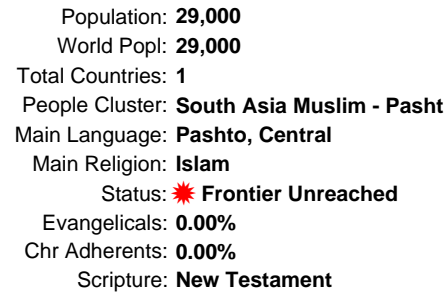 Population: 29,000
World Popl: 29,000
Total Countries: 1
People Cluster: South Asia Muslim - Pasht
Main Language: Pashto, Central
Main Religion: Islam
Status: Frontier Unreached
Evangelicals: 0.00%
Chr Adherents: 0.00%
Scripture: New Testament